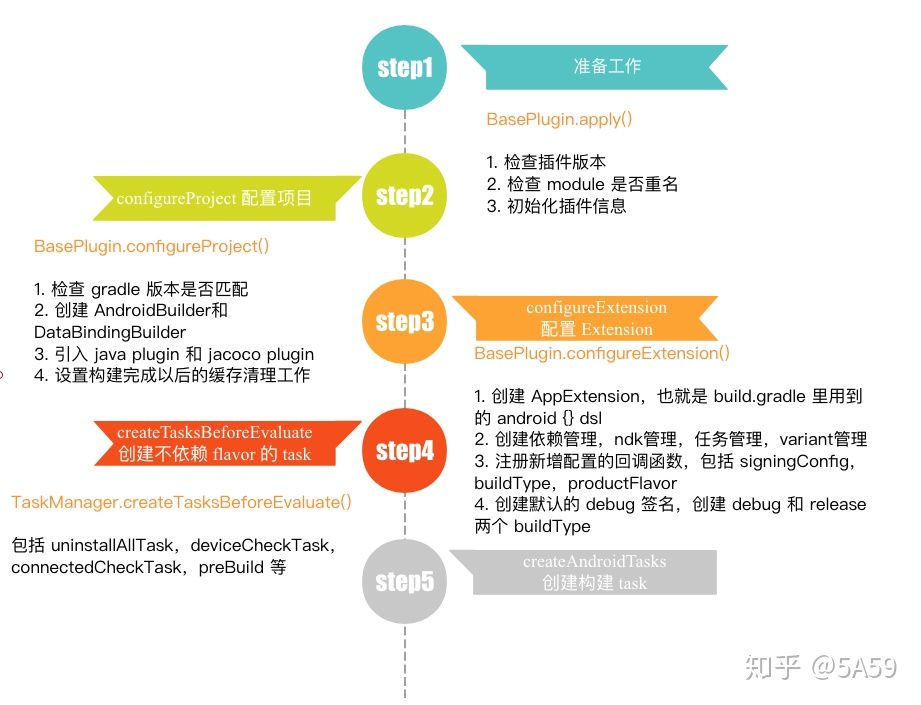 step1
准备工作
BasePlugin.apply()
1. 检查插件版本
2. 检查 module 是否重名
3. 初始化插件信息
step2
configureProject 配置项目
BasePlugin.configureProject()
1. 检查 gradle 版本是否匹配
2. 创建 AndroidBuilder和
DataBindingBuilder
3. 引入 java plugin 和 jacoco plugin
4. 设置构建完成以后的缓存清理工作
step3
configureExtension
配置 Extension
BasePlugin.configureExtension()
1. 创建 AppExtension，也就是 build.gradle 里用到
的 android {} dsl
2. 创建依赖管理，ndk管理，任务管理，variant管理
3. 注册新增配置的回调函数，包括 signingConfig，
buildType，productFlavor
4. 创建默认的 debug 签名，创建 debug 和 release
两个 buildType
step4
createTasksBeforeEvaluate
创建不依赖 flavor 的 task
TaskManager.createTasksBeforeEvaluate()
包括 uninstallAllTask，deviceCheckTask，
connectedCheckTask，preBuild 等
step5
createAndroidTasks
创建构建 task
知乎 @5A59